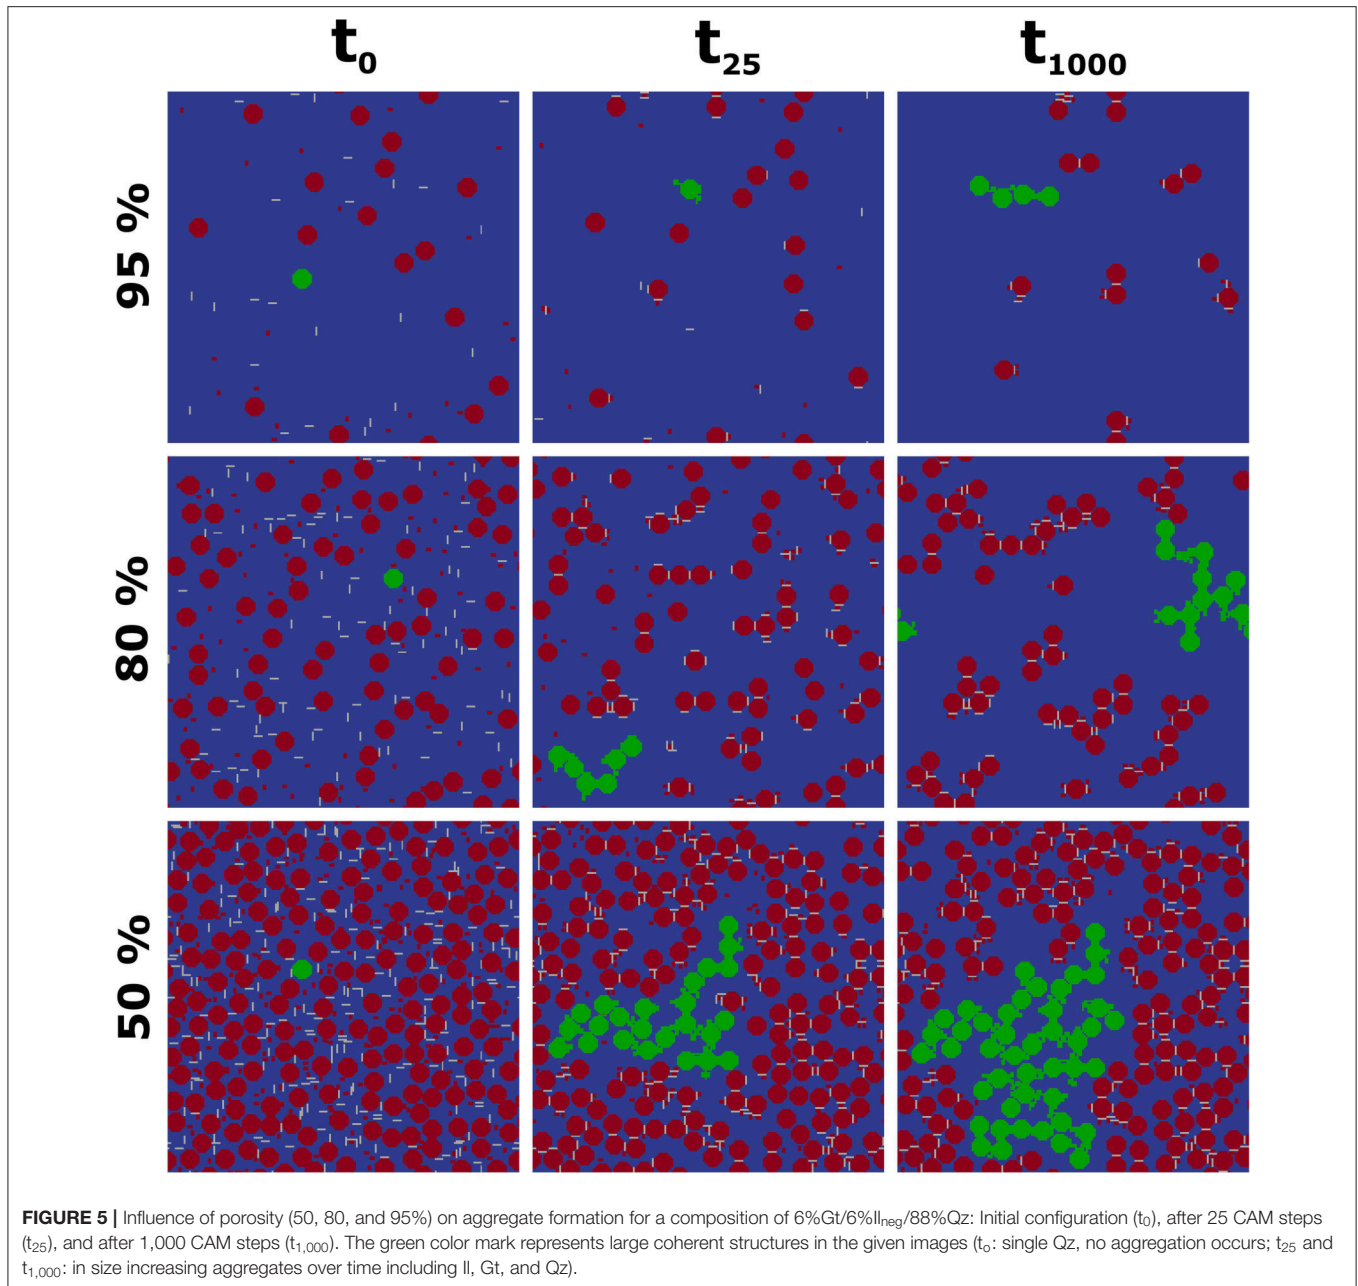 t0 t25 t1000
95 %
80 %
50 %
FIGURE 5 | Influence of porosity (50, 80, and 95%) on aggregate formation for a composition of 6%Gt/6%Ilneg/88%Qz: Initial configuration (t0), after 25 CAM steps
(t25), and after 1,000 CAM steps (t1,000). The green color mark represents large coherent structures in the given images (to: single Qz, no aggregation occurs; t25 and
t1,000: in size increasing aggregates over time including Il, Gt, and Qz).